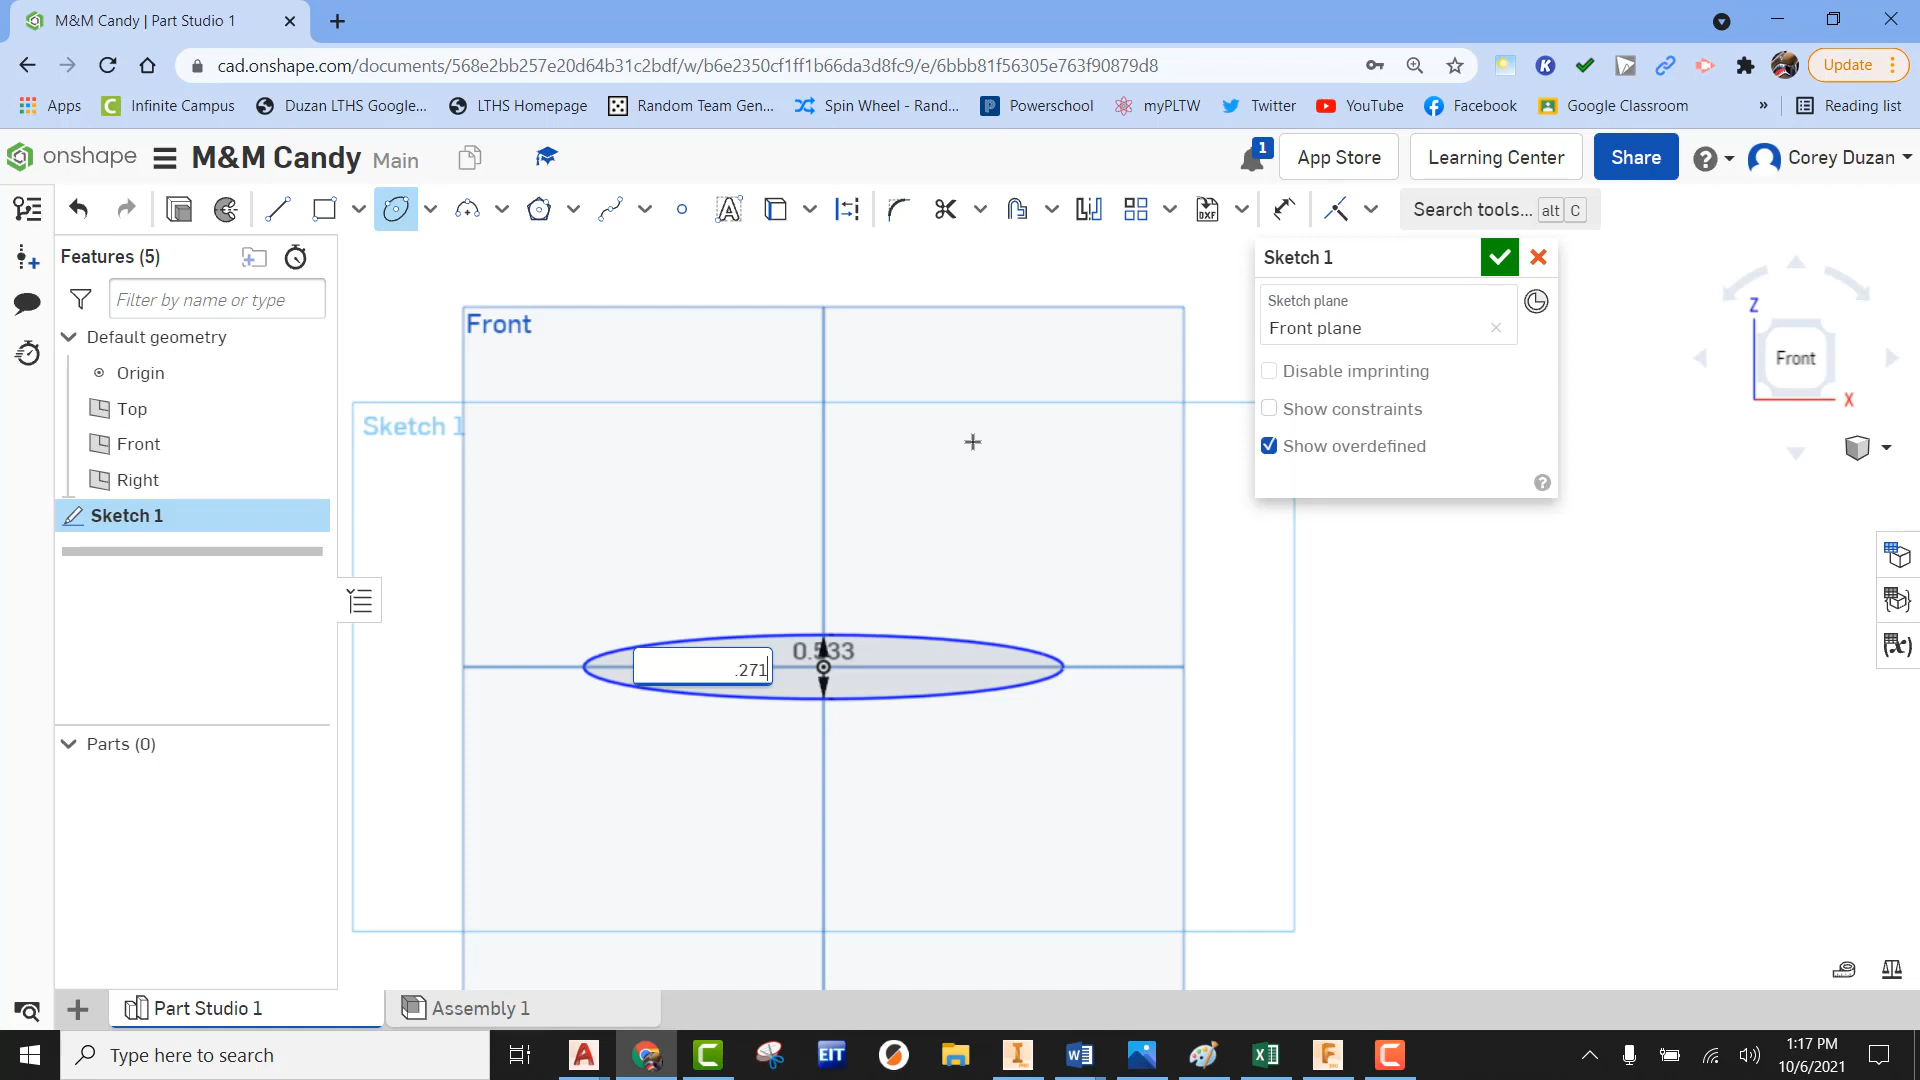 M&M Candy | Part Studio 1
cad.onshape.com/documents/568e2bb257e20d64b31c2bdf/w/b6e2350cf1ff1b66da3d8fc9/e/6bbb81f56305e763f90879d8
Update
Apps
Infinite Campus
Duzan LTHS Google...
LTHS Homepage
Random Team Gen...
Spin Wheel - Rand...
Powerschool
myPLTW
Twitter
YouTube
Facebook
Google Classroom
»
Reading list
onshape
M&M Candy Main
1
App Store
Learning Center
Share
Corey Duzan
Search tools... alt C
Features (5)
Filter by name or type
Default geometry
Origin
Top
Front
Right
Sketch 1
Parts (0)
Front
Sketch 1
0.533
.271
Sketch 1
Sketch plane
Front plane
Disable imprinting
Show constraints
Show overdefined
Z
Front
X
Part Studio 1
Assembly 1
Type here to search
EIT
1:17 PM
10/6/2021